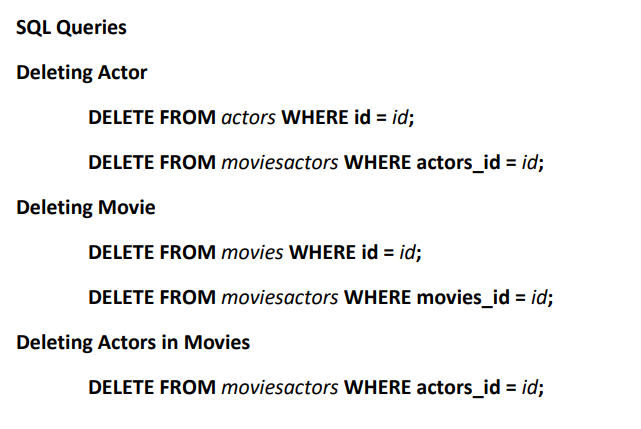 SQL Queries
Deleting Actor
DELETE FROM actors WHERE id = id;
DELETE FROM moviesactors WHERE actors_id = id;
Deleting Movie
DELETE FROM movies WHERE id = id;
DELETE FROM moviesactors WHERE movies_id = id;
Deleting Actors in Movies
DELETE FROM moviesactors WHERE actors_id = id;